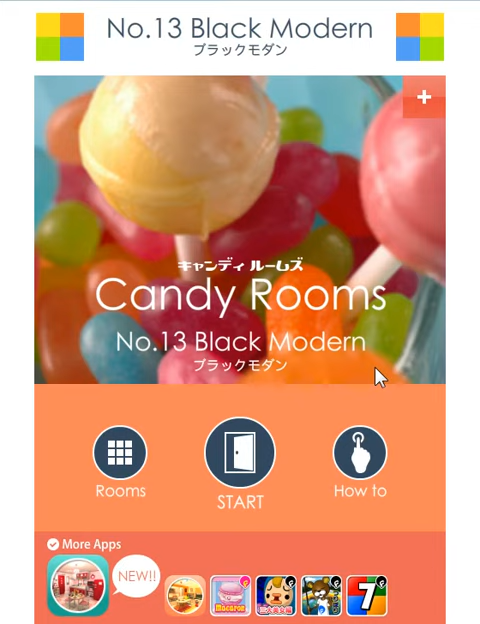 No.13 Black Modern
ブラックモダン
+
キャンディ ルームズ
Candy Rooms
No.13 Black Modern
ブラックモダン
Rooms
START
How to
More Apps
NEW!!
Macaron
7